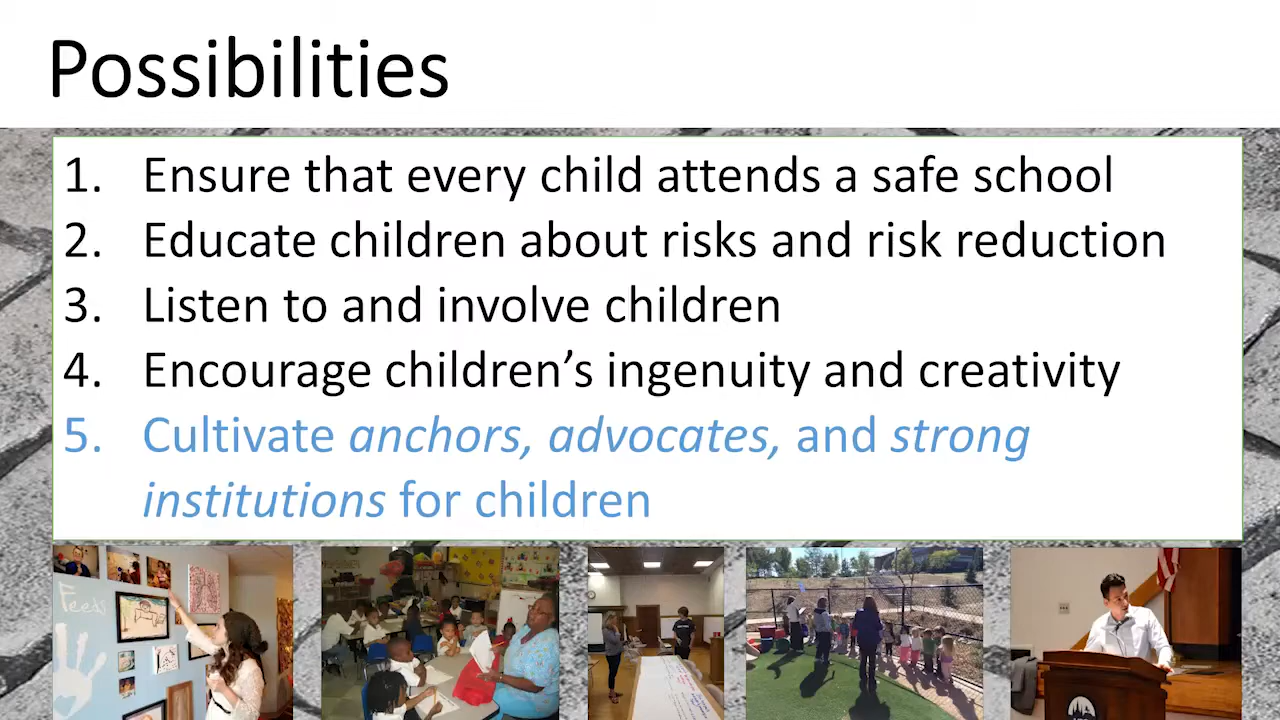 Possibilities
1. Ensure that every child attends a safe school
2. Educate children about risks and risk reduction
3. Listen to and involve children
4. Encourage children’s ingenuity and creativity
5. Cultivate anchors, advocates, and strong
institutions for children
Feeds